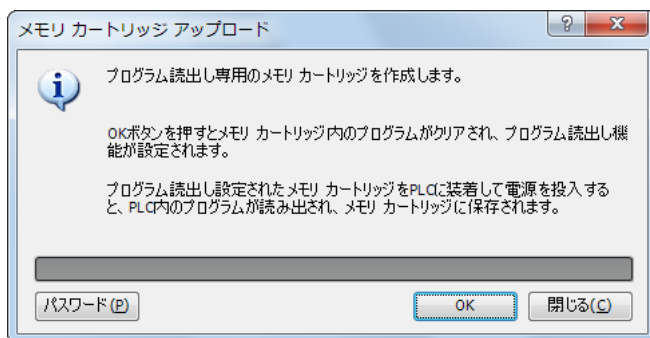 メモリ カートリッジ アップロード
プログラム読出し専用のメモリ カートリッジを作成します。
OKボタンを押すとメモリ カートリッジ内のプログラムがクリアされ、プログラム読出し機
能が設定されます。
プログラム読出し設定されたメモリ カートリッジをPLCに装着して電源を投入する
と、PLC内のプログラムが読み出され、メモリ カートリッジに保存されます。
パスワード(P) OK 閉じる(C)